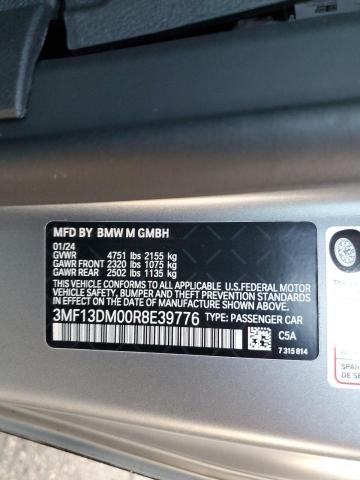 MFD BY BMW M GMBH
01/24
GVWR 4751 lbs 2155 kg
GAWR FRONT 2320 lbs 1075 kg
GAWR REAR 2502 lbs 1135 kg
THIS VEHICLE CONFORMS TO ALL APPLICABLE U.S.FEDERAL MOTOR
VEHICLE SAFETY, BUMPER, AND THEFT PREVENTION
STANDARDS IN EFFECT ON THE DATE OF MANUFACTURE SHOWN ABOVE.
3MF13DM00R8E39776 TYPE: PASSENGER CAR
C5A
7 315 814